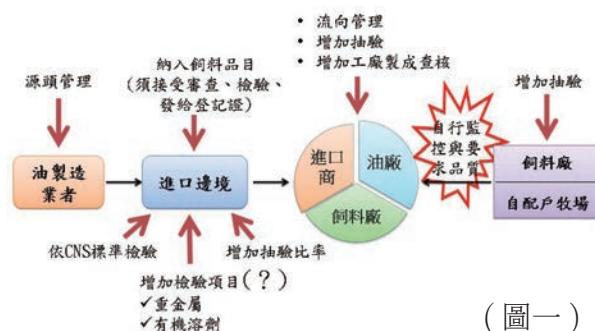 • 流向管理
• 增加抽驗
• 增加工廠製成查核
納入飼料品目
(須接受審查、檢驗、
發給登記證)
源頭管理
增加抽驗
油製造
業者
進口邊境
進口
商
油廠
飼料廠
自行監
控與要
求品質
飼料廠
自配戶牧場
依CNS標準檢驗
增加抽驗比率
增加檢驗項目(?)
✓重金屬
✓有機溶劑
(圖一)